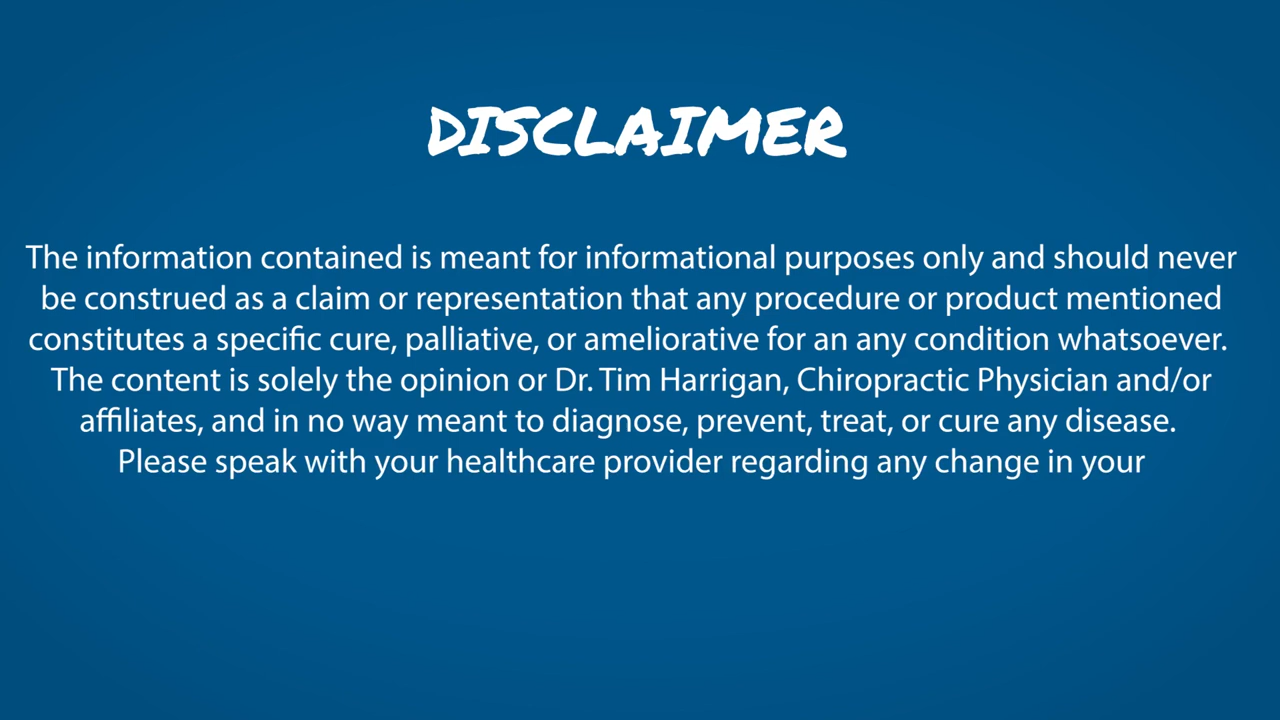 DISCLAIMER
The information contained is meant for informational purposes only and should never
be construed as a claim or representation that any procedure or product mentioned
constitutes a specific cure, palliative, or ameliorative for an any condition whatsoever.
The content is solely the opinion or Dr. Tim Harrigan, Chiropractic Physician and/or
affiliates, and in no way meant to diagnose, prevent, treat, or cure any disease.
Please speak with your healthcare provider regarding any change in your